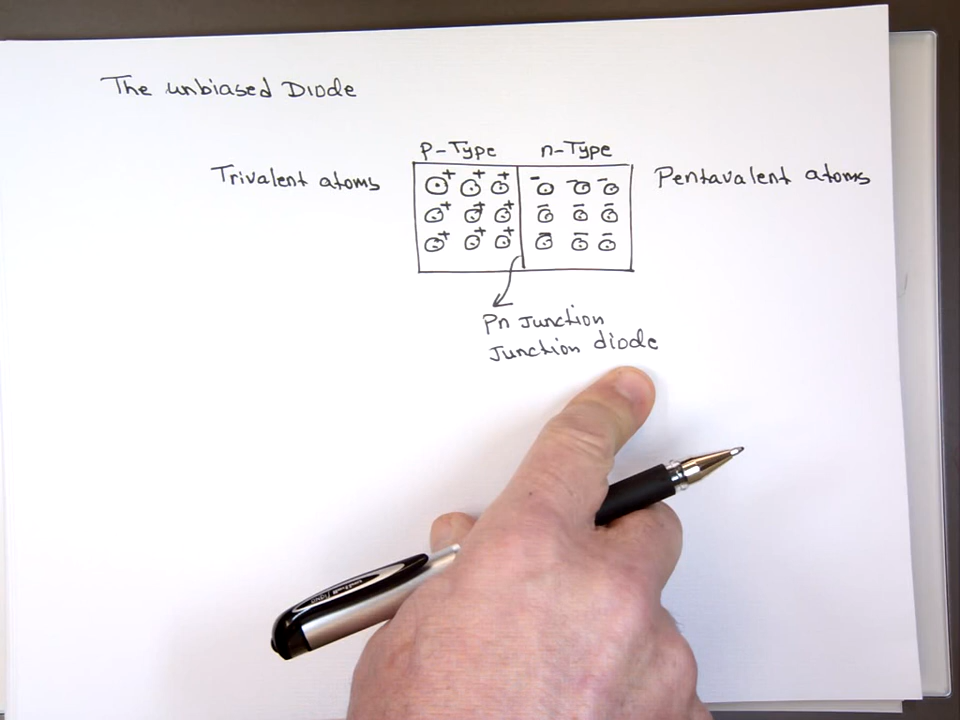 The unbiased Diode
P-Type n-Type
Trivalent atoms Pentavalent atoms
+ + + - - -
+ + + - - -
+ + + - - -
Pn Junction
Junction diode